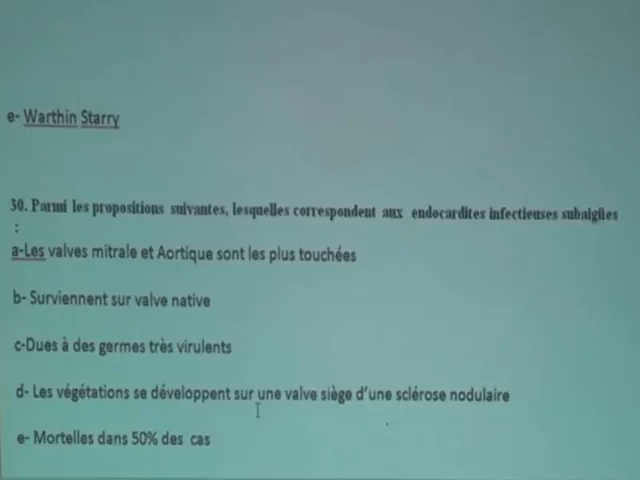 e- Warthin Starry
30. Parmi les propositions suivantes, lesquelles correspondent aux endocardites infectieuses subaigües
:
a-Les valves mitrale et Aortique sont les plus touchées
b- Surviennent sur valve native
c-Dues à des germes très virulents
d- Les végétations se développent sur une valve siège d'une sclérose nodulaire
e- Mortelles dans 50% des cas